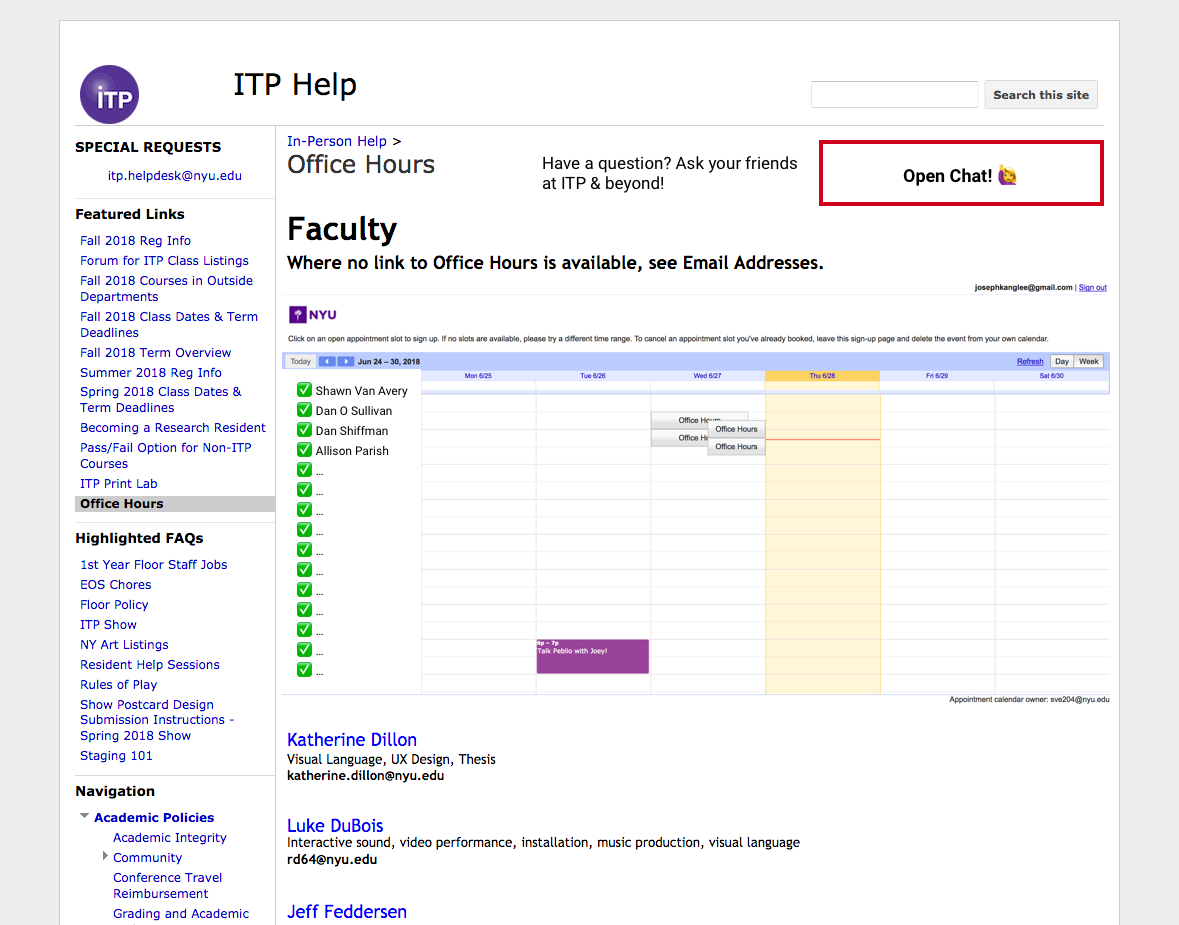 iTP
ITP Help
Search this site
SPECIAL REQUESTS
itp.helpdesk@nyu.edu
Featured Links
Fall 2018 Reg Info
Forum for ITP Class Listings
Fall 2018 Courses in Outside
Departments
Fall 2018 Class Dates & Term
Deadlines
Fall 2018 Term Overview
Summer 2018 Reg Info
Spring 2018 Class Dates &
Term Deadlines
Becoming a Research Resident
Pass/Fail Option for Non-ITP
Courses
ITP Print Lab
Office Hours
Highlighted FAQs
1st Year Floor Staff Jobs
EOS Chores
Floor Policy
ITP Show
NY Art Listings
Resident Help Sessions
Rules of Play
Show Postcard Design
Submission Instructions -
Spring 2018 Show
Staging 101
Navigation
Academic Policies
Academic Integrity
Community
Conference Travel
Reimbursement
Grading and Academic
In-Person Help >
Office Hours
Have a question? Ask your friends
at ITP & beyond!
Open Chat! 🙋
Faculty
Where no link to Office Hours is available, see Email Addresses.
josephkanglee@gmail.com | Sign out
NYU
Click on an open appointment slot to sign up. If no slots are available, please try a different time range. To cancel an appointment slot you've already booked, leave this sign-up page and delete the event from your own calendar.
Today Jun 24 – 30, 2018 Refresh Day Week
Mon 6/25 Tue 6/26 Wed 6/27 Thu 6/28 Fri 6/29 Sat 6/30
✅ Shawn Van Avery
✅ Dan O Sullivan
✅ Dan Shiffman
✅ Allison Parish
✅ ...
✅ ...
✅ ...
✅ ...
✅ ...
✅ ...
✅ ...
✅ ...
✅ ...
✅ ...
✅ ...
Office Hours
Office Hours
Office Ho
Office Hours
6p – 7p
Talk Peblio with Joey!
Appointment calendar owner: sve204@nyu.edu
Katherine Dillon
Visual Language, UX Design, Thesis
katherine.dillon@nyu.edu
Luke DuBois
Interactive sound, video performance, installation, music production, visual language
rd64@nyu.edu
Jeff Feddersen